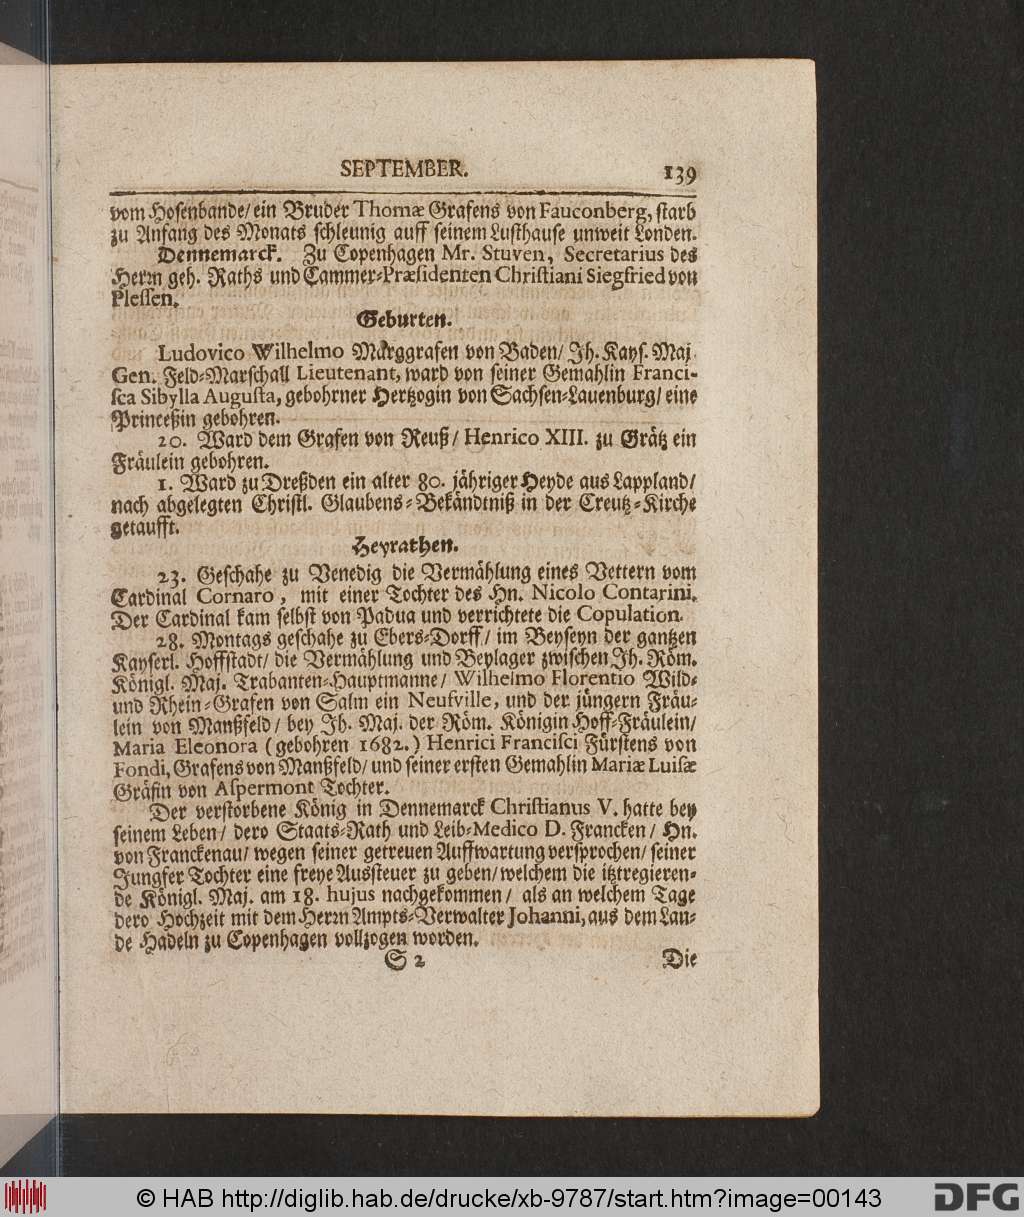 SEPTEMBER. 139
vom Hosenbande/ ein Bruder Thomæ Grafens von Fauconberg, starb
zu Anfang des Monats schleunig auff seinem Lusthause unweit Londen.
Dennemarck. Zu Copenhagen Mr. Stuven, Secretarius des
Herrn geh. Raths und Cammer-Præsidenten Christiani Siegfried von
Plessen.
Geburten.
Ludovico Wilhelmo Marggrafen von Baden/ Jh. Kays. Maj
Gen. Feld-Marschall Lieutenant, ward von seiner Gemahlin Franci-
sca Sibylla Augusta, gebohrner Hertzogin von Sachsen-Lauenburg/ eine
Princeßin gebohren.
20. Ward dem Grafen von Reuß/ Henrico XIII. zu Grätz ein
Fräulein gebohren.
1. Ward zu Dreßden ein alter 80. jähriger Heyde aus Lappland/
nach abgelegten Christl. Glaubens-Bekändtniß in der Creutz-Kirche
getaufft.
Heyrathen.
23. Geschahe zu Venedig die Vermählung eines Vettern vom
Cardinal Cornaro, mit einer Tochter des Hn. Nicolo Contarini.
Der Cardinal kam selbst von Padua und verrichtete die Copulation.
28. Montags geschahe zu Ebers-Dorff/ im Beyseyn der gantzen
Kayserl. Hoffstadt/ die Vermählung und Beylager zwischen Jh. Röm.
Königl. Maj. Trabanten-Hauptmanne/ Wilhelmo Florentio Wild-
und Rhein-Grafen von Salm ein Neufville, und der jüngern Fräu-
lein von Manßfeld/ bey Jh. Maj. der Röm. Königin Hoff-Fräulein/
Maria Eleonora (gebohren 1682.) Henrici Francisci Fürstens von
Fondi, Grafens von Manßfeld/ und seiner ersten Gemahlin Mariæ Luisæ
Gräfin von Aspermont Tochter.
Der verstorbene König in Dennemarck Christianus V. hatte bey
seinem Leben/ dero Staats-Rath und Leib-Medico D. Francken/ Hn.
von Franckenau/ wegen seiner getreuen Auffwartung versprochen/ seiner
Jungfer Tochter eine freye Aussteuer zu geben/ welchem die itztregieren-
de Königl. Maj. am 18. hujus nachgekommen/ als an welchem Tage
dero Hochzeit mit dem Herrn Ampts-Verwalter Johanni, aus dem Lan-
de Hadeln zu Copenhagen vollzogen worden.
S 2 Die
© HAB http://diglib.hab.de/drucke/xb-9787/start.htm?image=00143
DFG